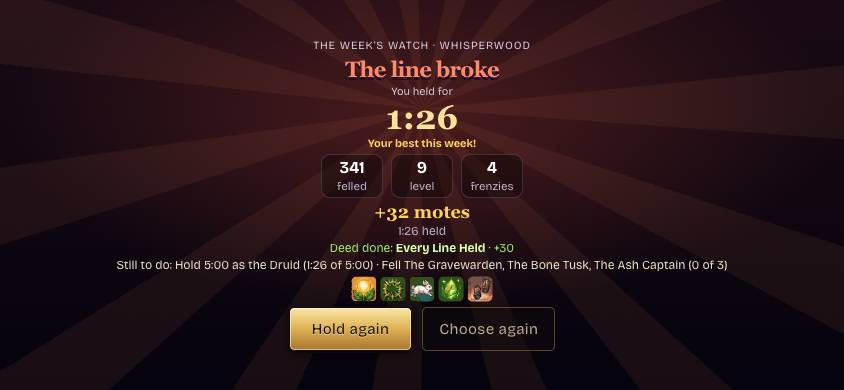 THE WEEK'S WATCH · WHISPERWOOD
The line broke
You held for
1:26
Your best this week!
341
felled
9
level
4
frenzies
+32 motes
1:26 held
Deed done: Every Line Held · +30
Still to do: Hold 5:00 as the Druid (1:26 of 5:00) · Fell The Gravewarden, The Bone Tusk, The Ash Captain (0 of 3)
Hold again
Choose again